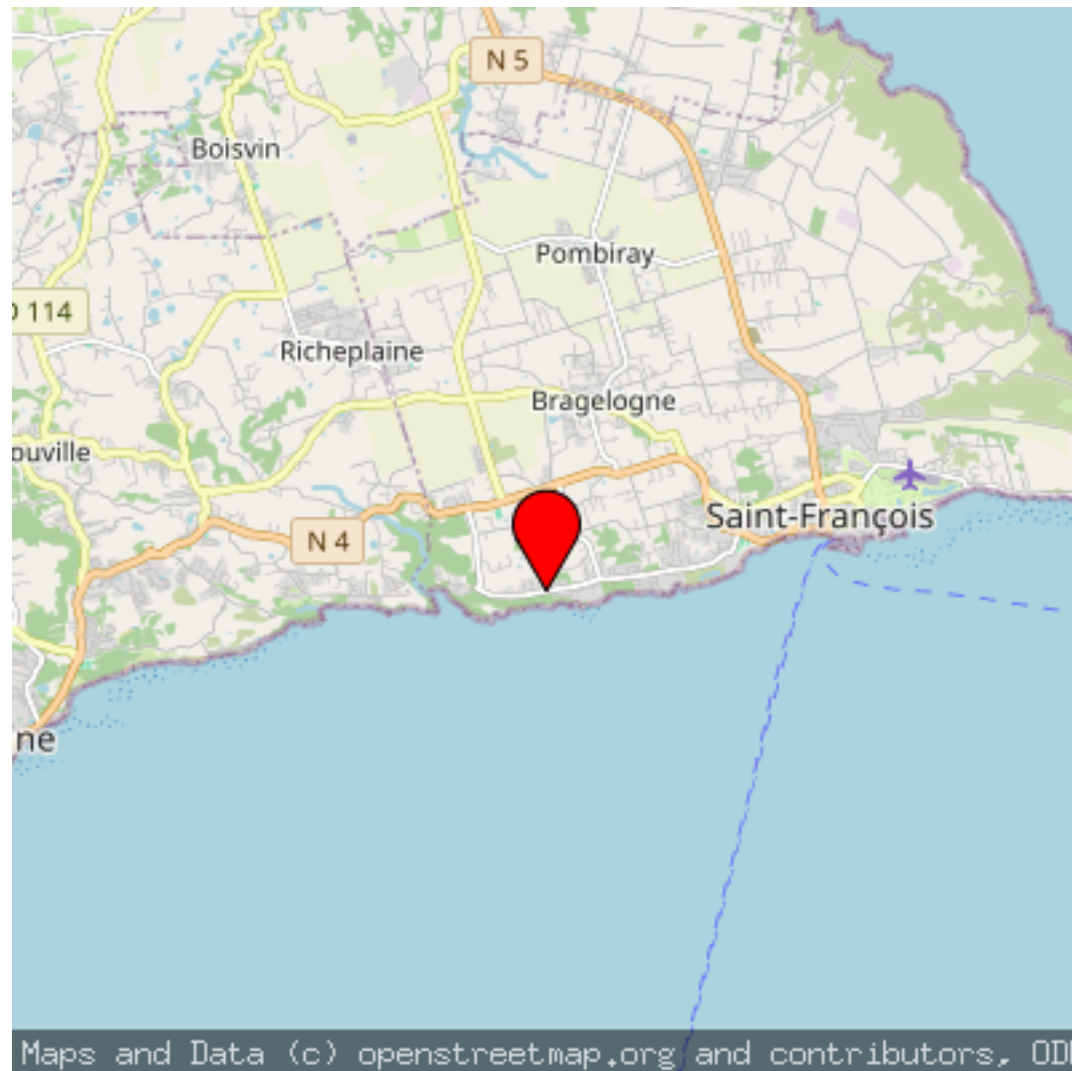 N 5
Boisvin
Pombiray
D 114
Richeplaine
Bragelogne
ouville
Saint-François
N 4
ne
Maps and Data (c) openstreetmap.org and contributors, OD